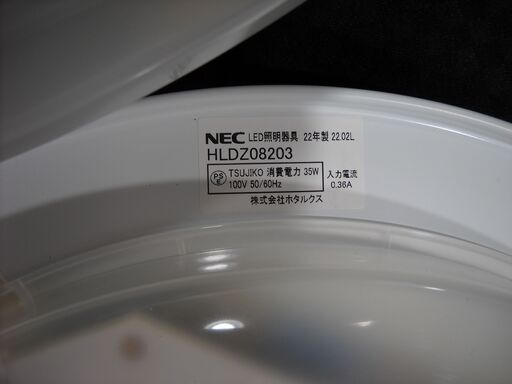 NEC LED照明器具 22年製 22.02L
HLDZ08203
PS E TSUJIKO 消費電力 35W 入力電流
100V 50/60Hz 0.36A
株式会社ホタルクス